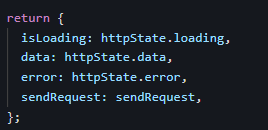 return {
isLoading: httpState.loading,
data: httpState.data,
error: httpState.error,
sendRequest: sendRequest,
};